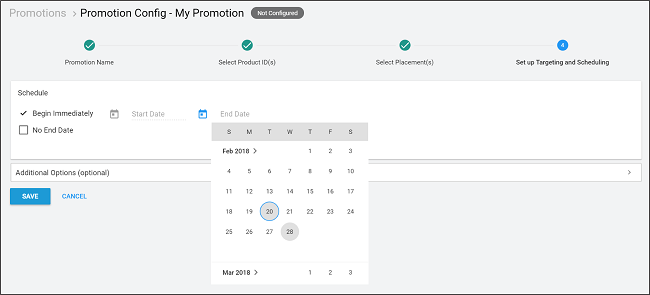 Promotions > Promotion Config - My Promotion Not Configured
4
Promotion Name Select Product ID(s) Select Placement(s) Set up Targeting and Scheduling
Schedule
Begin Immediately Start Date End Date
No End Date
S M T W T F S
Feb 2018 > 1 2 3
4 5 6 7 8 9 10
11 12 13 14 15 16 17
18 19 20 21 22 23 24
25 26 27 28
Mar 2018 > 1 2 3
Additional Options (optional) >
SAVE CANCEL